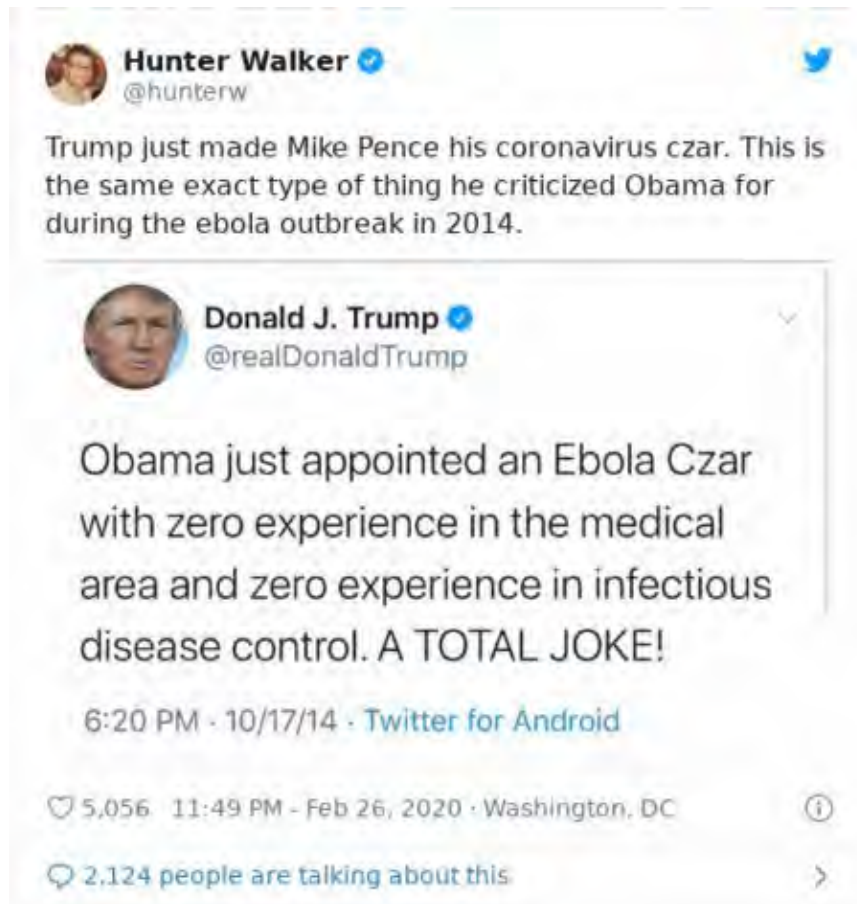 Hunter Walker
@hunterw
Trump just made Mike Pence his coronavirus czar. This is
the same exact type of thing he criticized Obama for
during the ebola outbreak in 2014.
Donald J. Trump
@realDonaldTrump
Obama just appointed an Ebola Czar
with zero experience in the medical
area and zero experience in infectious
disease control. A TOTAL JOKE!
6:20 PM · 10/17/14 · Twitter for Android
5,056 11:49 PM - Feb 26, 2020 · Washington, DC
2,124 people are talking about this